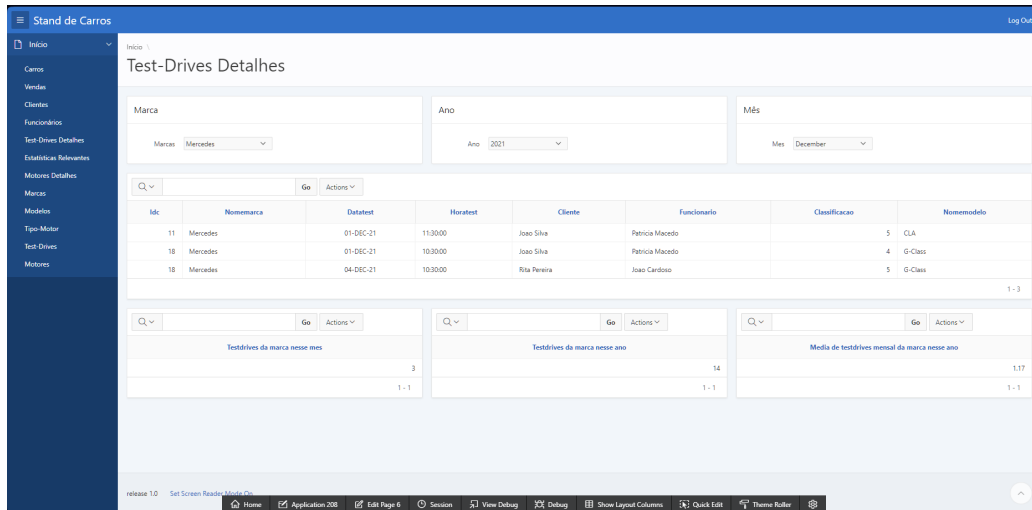 Stand de Carros
Log Out
Início
Carros
Vendas
Clientes
Funcionários
Test-Drives Detalhes
Estatísticas Relevantes
Motores Detalhes
Marcas
Modelos
Tipo-Motor
Test-Drives
Motores
Início \
Test-Drives Detalhes
Marca
Marcas Mercedes
Ano
Ano 2021
Mês
Mes December
Go Actions
Idc Nomemarca Datatest Horatest Cliente Funcionario Classificacao Nomemodelo
11 Mercedes 01-DEC-21 11:30:00 Joao Silva Patricia Macedo 5 CLA
18 Mercedes 01-DEC-21 10:30:00 Joao Silva Patricia Macedo 4 G-Class
18 Mercedes 04-DEC-21 10:30:00 Rita Pereira Joao Cardoso 5 G-Class
1 - 3
Go Actions
Testdrives da marca nesse mes
3
1 - 1
Go Actions
Testdrives da marca nesse ano
14
1 - 1
Go Actions
Media de testdrives mensal da marca nesse ano
1.17
1 - 1
release 1.0 Set Screen Reader Mode On
Home Application 208 Edit Page 6 Session View Debug Debug Show Layout Columns Quick Edit Theme Roller